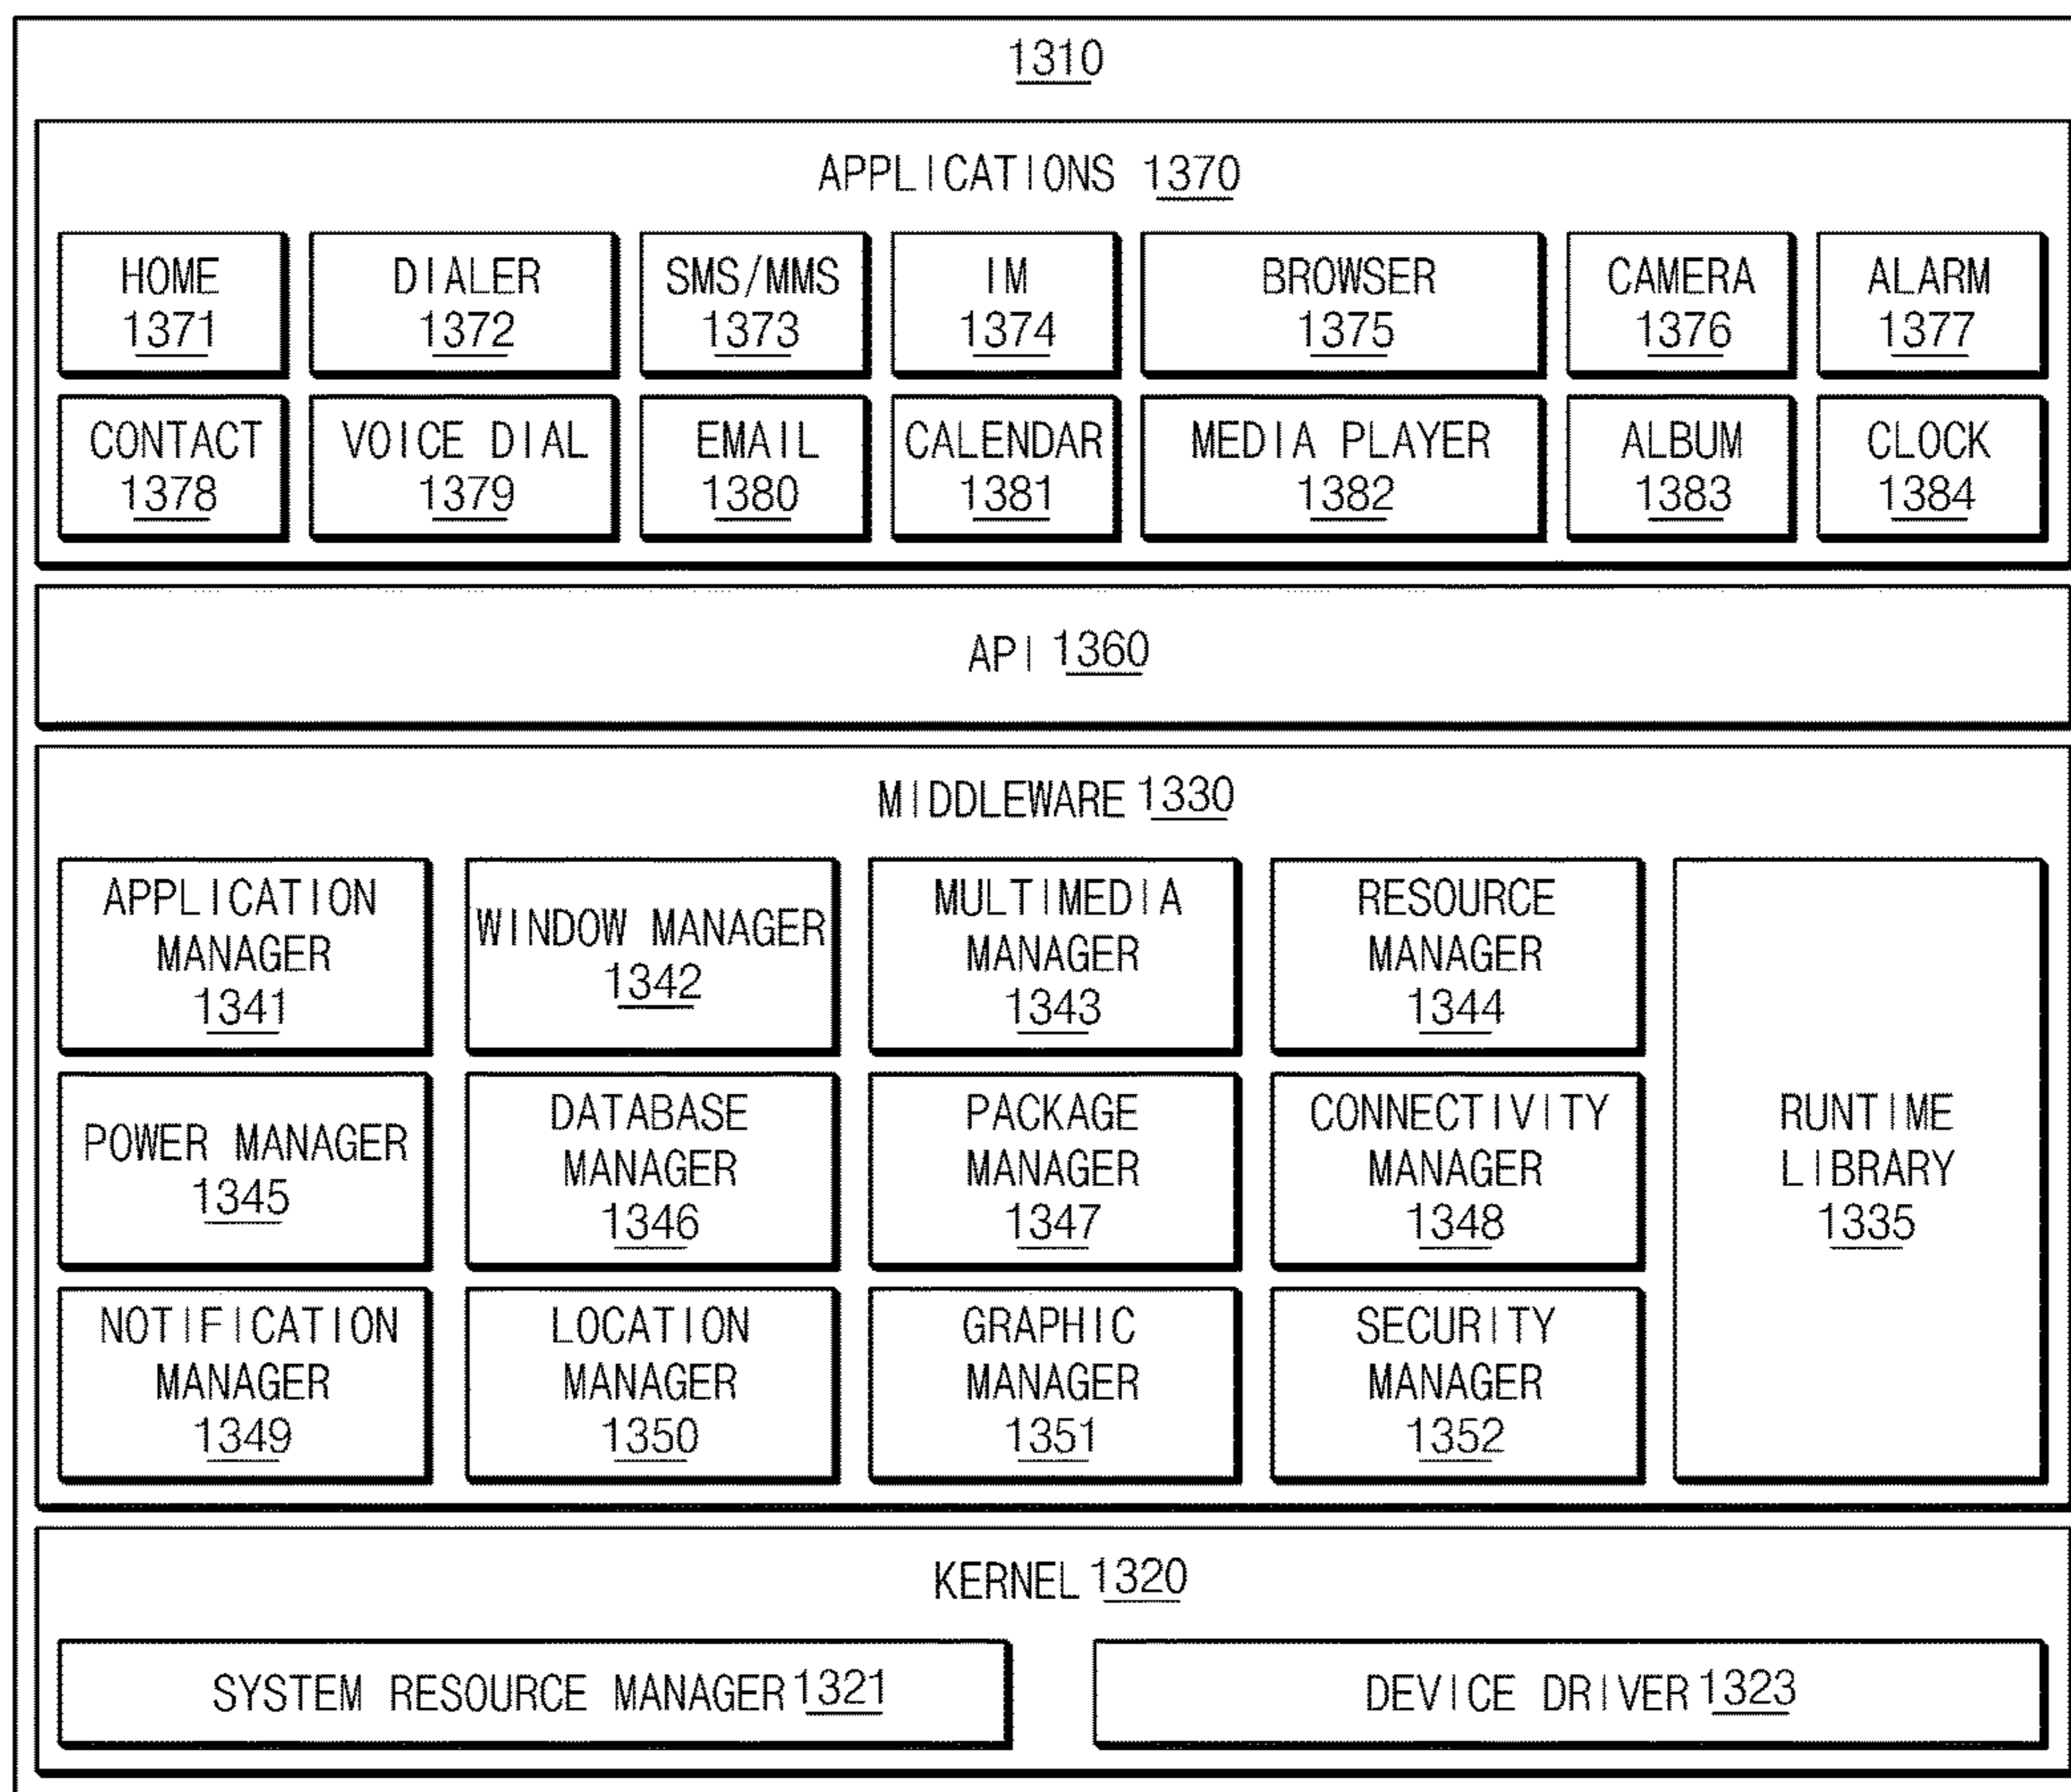 1310
APPLICATIONS 1370
HOME
1371
DIALER
1372
SMS/MMS
1373
IM
1374
BROWSER
1375
CAMERA
1376
ALARM
1377
CONTACT
1378
VOICE DIAL
1379
EMAIL
1380
CALENDAR
1381
MEDIA PLAYER
1382
ALBUM
1383
CLOCK
1384
API 1360
MIDDLEWARE 1330
APPLICATION
MANAGER
1341
WINDOW MANAGER
1342
MULTIMEDIA
MANAGER
1343
RESOURCE
MANAGER
1344
POWER MANAGER
1345
DATABASE
MANAGER
1346
PACKAGE
MANAGER
1347
CONNECTIVITY
MANAGER
1348
RUNTIME
LIBRARY
1335
NOTIFICATION
MANAGER
1349
LOCATION
MANAGER
1350
GRAPHIC
MANAGER
1351
SECURITY
MANAGER
1352
KERNEL 1320
SYSTEM RESOURCE MANAGER 1321
DEVICE DRIVER 1323